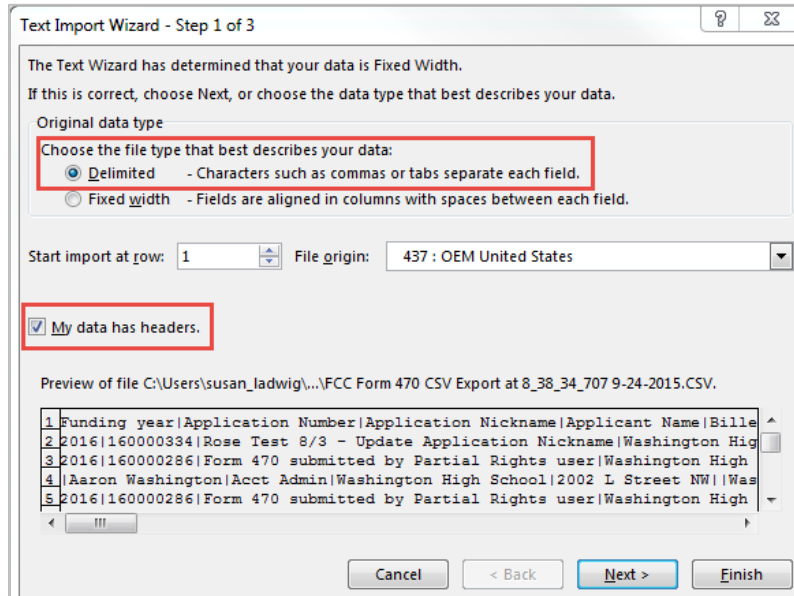 Text Import Wizard - Step 1 of 3
The Text Wizard has determined that your data is Fixed Width.
If this is correct, choose Next, or choose the data type that best describes your data.
Original data type
Choose the file type that best describes your data:
Delimited - Characters such as commas or tabs separate each field.
Fixed width - Fields are aligned in columns with spaces between each field.
Start import at row: 1 File origin: 437 : OEM United States
My data has headers.
Preview of file C:\Users\susan_ladwig\...\FCC Form 470 CSV Export at 8_38_34_707 9-24-2015.CSV.
1 Funding year|Application Number|Application Nickname|Applicant Name|Bille
2 2016|160000334|Rose Test 8/3 - Update Application Nickname|Washington Hig
3 2016|160000286|Form 470 submitted by Partial Rights user|Washington High
4 |Aaron Washington|Acct Admin|Washington High School|2002 L Street NW||Was
5 2016|160000286|Form 470 submitted by Partial Rights user|Washington High
Cancel < Back Next > Finish